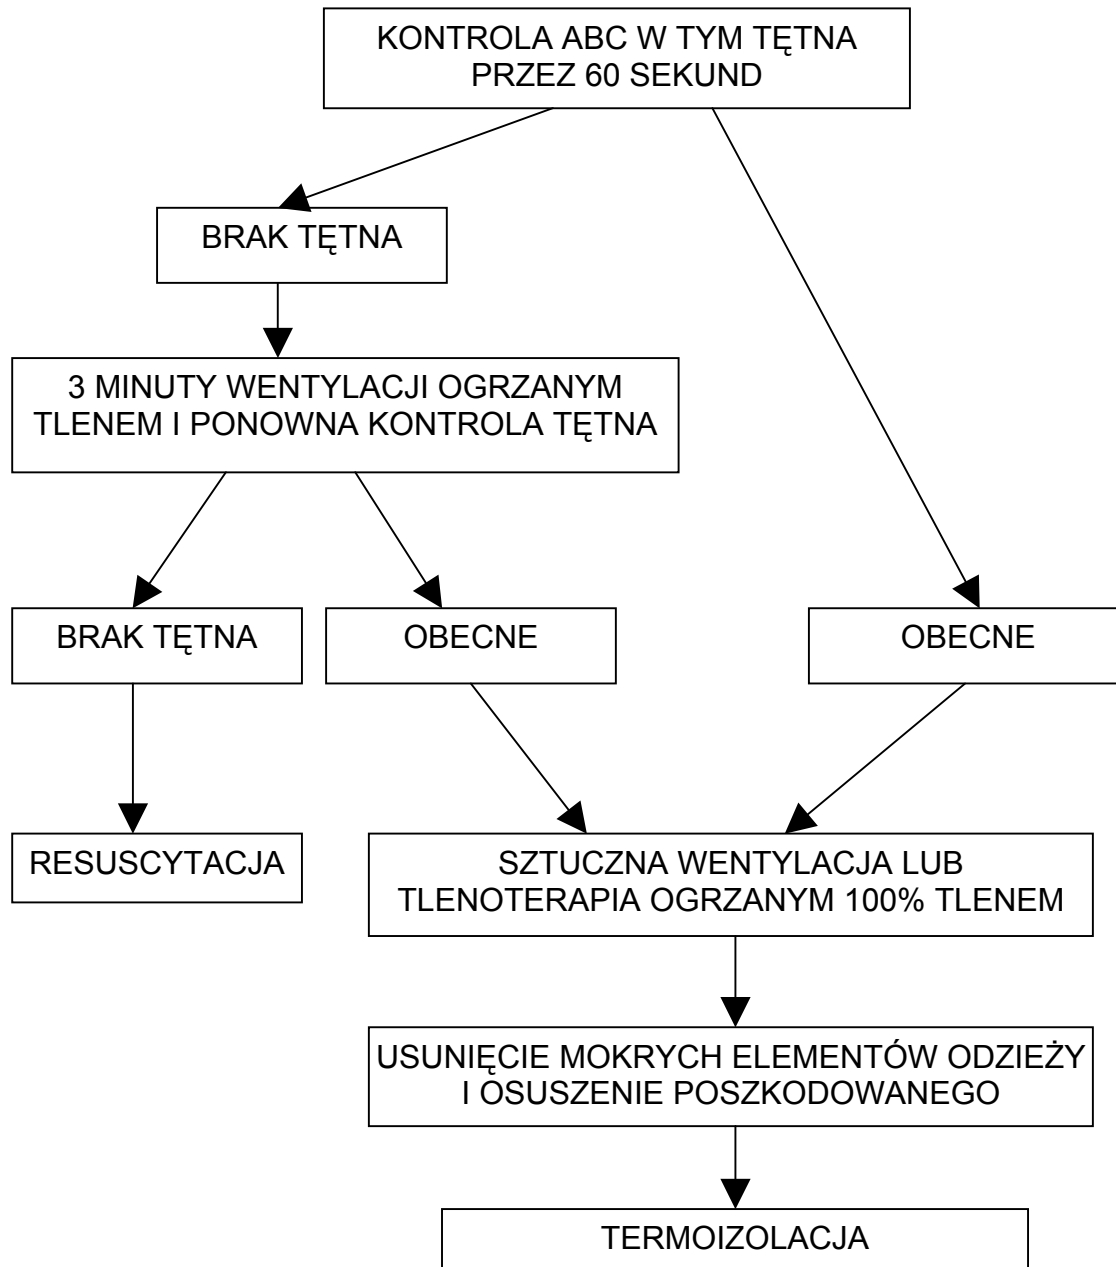 KONTROLA ABC W TYM TĘTNA
PRZEZ 60 SEKUND
BRAK TĘTNA
3 MINUTY WENTYLACJI OGRZANYM
TLENEM I PONOWNA KONTROLA TĘTNA
BRAK TĘTNA
OBECNE
OBECNE
RESUSCYTACJA
SZTUCZNA WENTYLACJA LUB
TLENOTERAPIA OGRZANYM 100% TLENEM
USUNIĘCIE MOKRYCH ELEMENTÓW ODZIEŻY
I OSUSZENIE POSZKODOWANEGO
TERMOIZOLACJA